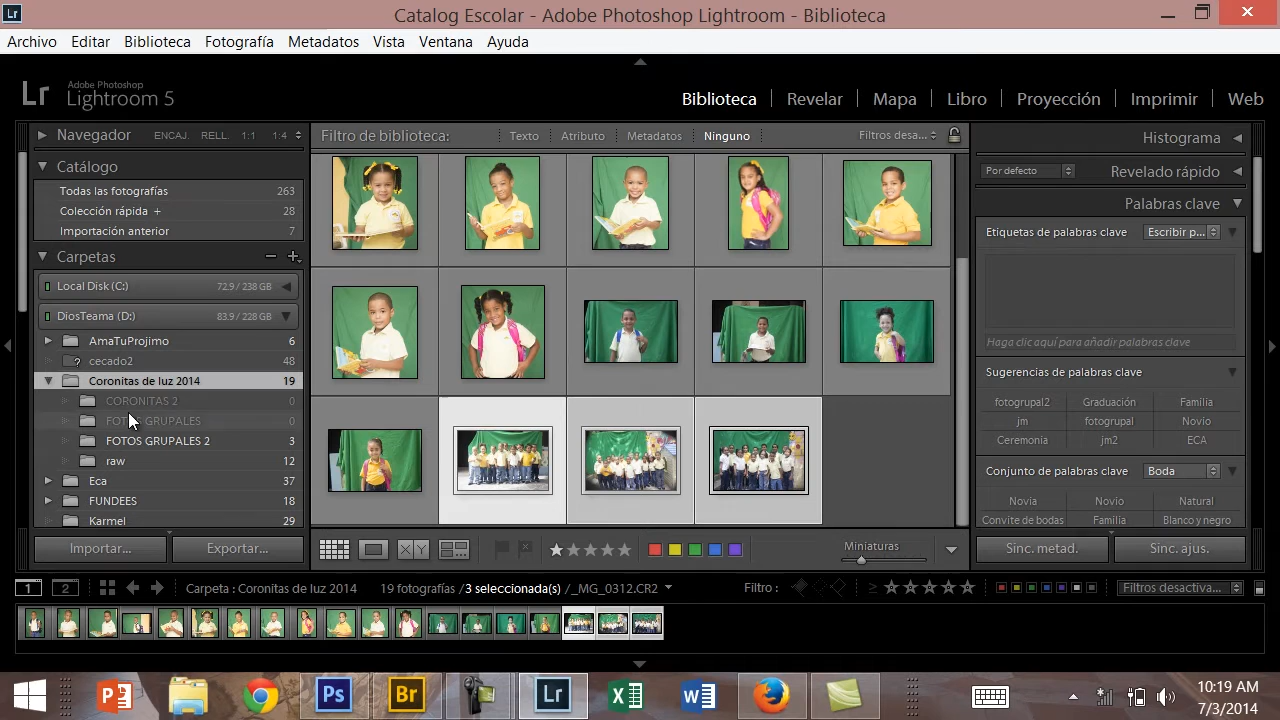 Catalog Escolar - Adobe Photoshop Lightroom - Biblioteca
Archivo Editar Biblioteca Fotografía Metadatos Vista Ventana Ayuda
Lr Adobe Photoshop Lightroom 5
Biblioteca | Revelar | Mapa | Libro | Proyección | Imprimir | Web
Navegador ENCAJ. RELL. 1:1 1:4
Filtro de biblioteca: Texto Atributo Metadatos Ninguno Filtros desa...
Histograma
Catálogo
Todas las fotografías 263
Colección rápida + 28
Importación anterior 7
Por defecto Revelado rápido
Palabras clave
Etiquetas de palabras clave Escribir p...
Haga clic aquí para añadir palabras clave
Carpetas
Local Disk (C:) 72.9 / 238 GB
DiosTeama (D:) 83.9 / 228 GB
AmaTuProjimo 6
cecado2 48
Coronitas de luz 2014 19
CORONITAS 2 0
FOTOS GRUPALES 0
FOTOS GRUPALES 2 3
raw 12
Eca 37
FUNDEES 18
Karmel 29
Sugerencias de palabras clave
fotogrupal2 Graduación Familia
jm fotogrupal Novio
Ceremonia jm2 ECA
Conjunto de palabras clave Boda
Novia Novio Natural
Convite de bodas Familia Blanco y negro
Importar... Exportar...
X Y
Miniaturas
Sinc. metad. Sinc. ajus.
1 2 Carpeta : Coronitas de luz 2014 19 fotografías /3 seleccionada(s) /_MG_0312.CR2 Filtro : ≥ Filtros desactiva...
P Ps Br Lr X W
10:19 AM
7/3/2014